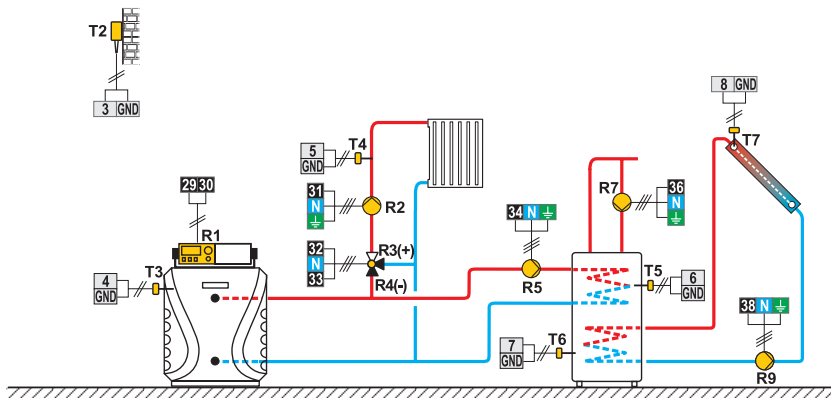 T2
3 GND
8 GND
T7
5
GND
T4
29 30
31
N
R2
R7
36
N
34 N
32
N
33
R3(+)
R4(-)
R1
4
GND
T3
R5
T5
6
GND
7
GND
T6
38 N
R9